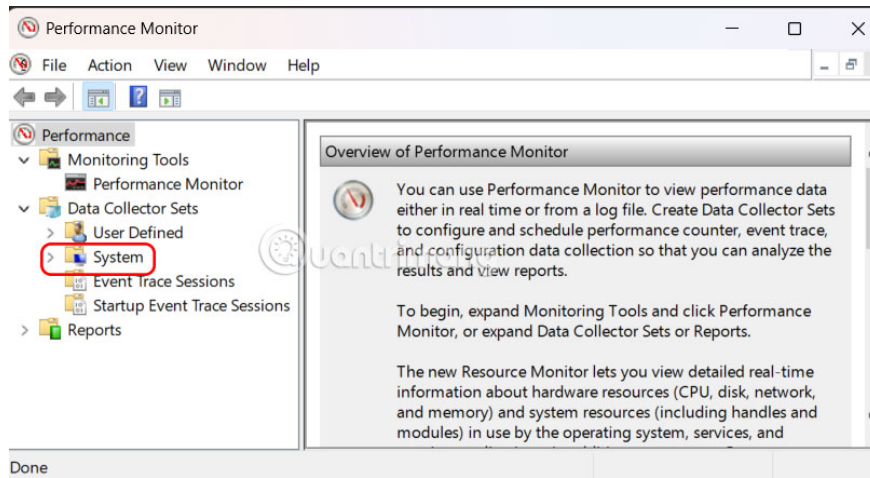 Performance Monitor
File Action View Window Help
Performance
Monitoring Tools
Performance Monitor
Data Collector Sets
User Defined
System
Event Trace Sessions
Startup Event Trace Sessions
Reports
Overview of Performance Monitor
You can use Performance Monitor to view performance data
either in real time or from a log file. Create Data Collector Sets
to configure and schedule performance counter, event trace,
and configuration data collection so that you can analyze the
results and view reports.
To begin, expand Monitoring Tools and click Performance
Monitor, or expand Data Collector Sets or Reports.
The new Resource Monitor lets you view detailed real-time
information about hardware resources (CPU, disk, network,
and memory) and system resources (including handles and
modules) in use by the operating system, services, and
Done